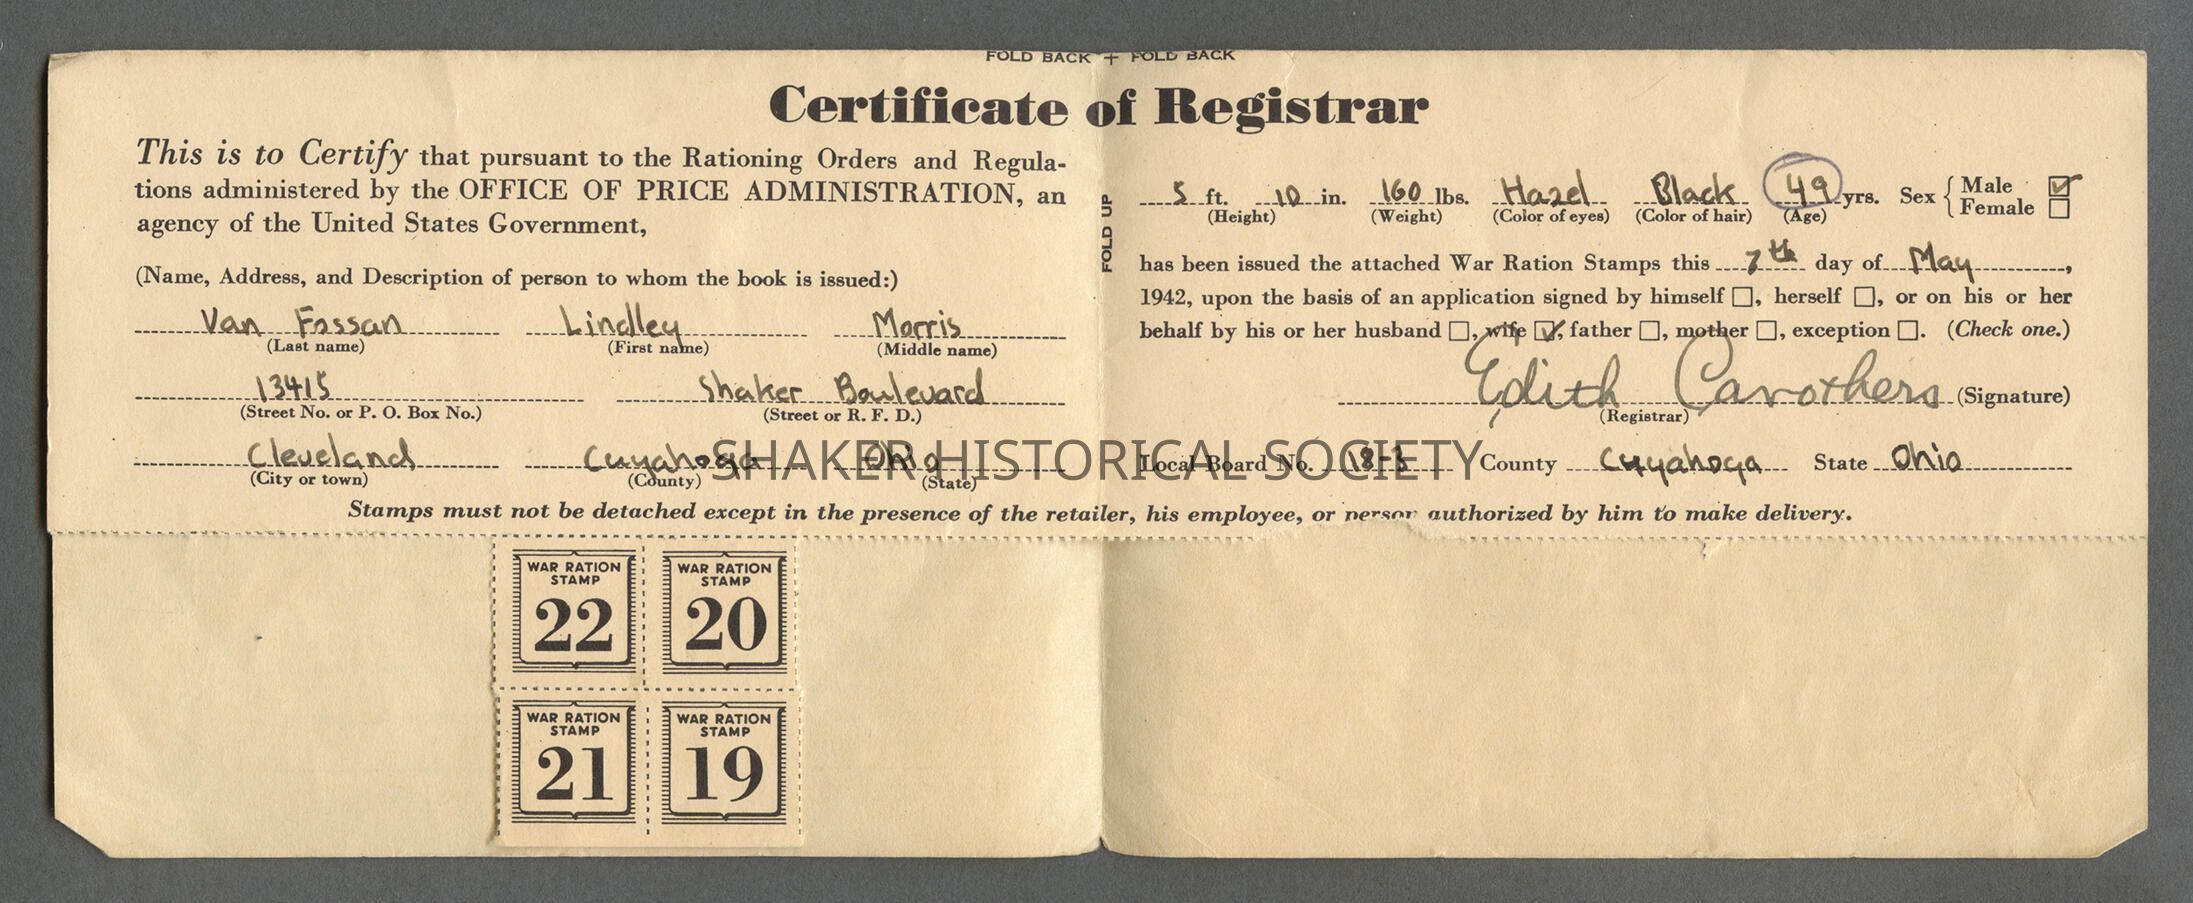 FOLD BACK + FOLD BACK
Certificate of Registrar
This is to Certify that pursuant to the Rationing Orders and Regula-
tions administered by the OFFICE OF PRICE ADMINISTRATION, an
agency of the United States Government,
(Name, Address, and Description of person to whom the book is issued:)
Van Fossan Lindley Morris
(Last name) (First name) (Middle name)
13415 Shaker Boulevard
(Street No. or P. O. Box No.) (Street or R. F. D.)
Cleveland Cuyahoga Ohio
(City or town) (County) (State)
FOLD UP
5 ft. 10 in. 160 lbs. Hazel Black 49 yrs. Sex { Male ☑
Female ☐
(Height) (Weight) (Color of eyes) (Color of hair) (Age)
has been issued the attached War Ration Stamps this 7th day of May,
1942, upon the basis of an application signed by himself ☐, herself ☐, or on his or her
behalf by his or her husband ☐, wife ☑, father ☐, mother ☐, exception ☐. (Check one.)
Edith Carothers (Signature)
(Registrar)
Local Board No. 18-3 County Cuyahoga State Ohio
SHAKER HISTORICAL SOCIETY
Stamps must not be detached except in the presence of the retailer, his employee, or person authorized by him to make delivery.
WAR RATION
STAMP
22
WAR RATION
STAMP
20
WAR RATION
STAMP
21
WAR RATION
STAMP
19